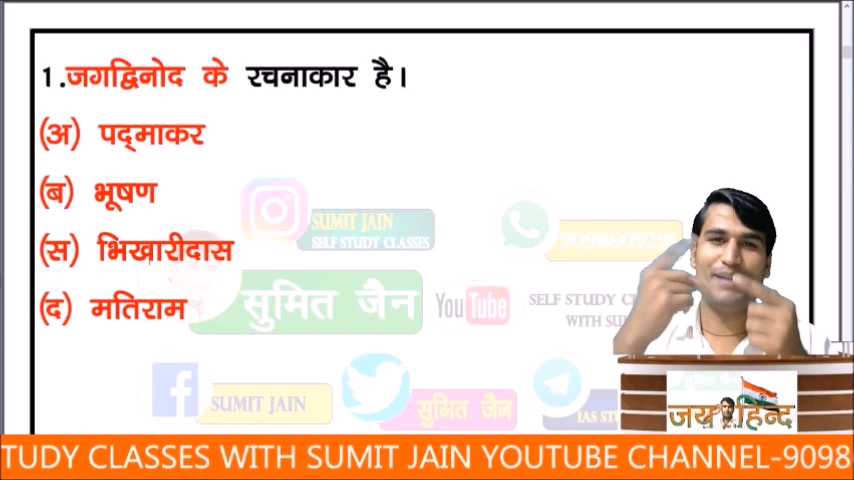 1.जगद्विनोद के रचनाकार है।
(अ) पद्माकर
(ब) भूषण
(स) भिखारीदास
(द) मतिराम
SUMIT JAIN
SELF STUDY CLASSES
सुमित जैन
YouTube
SELF STUDY
WITH
SUMIT JAIN
सुमित जैन
जय हिन्द
TUDY CLASSES WITH SUMIT JAIN YOUTUBE CHANNEL-9098